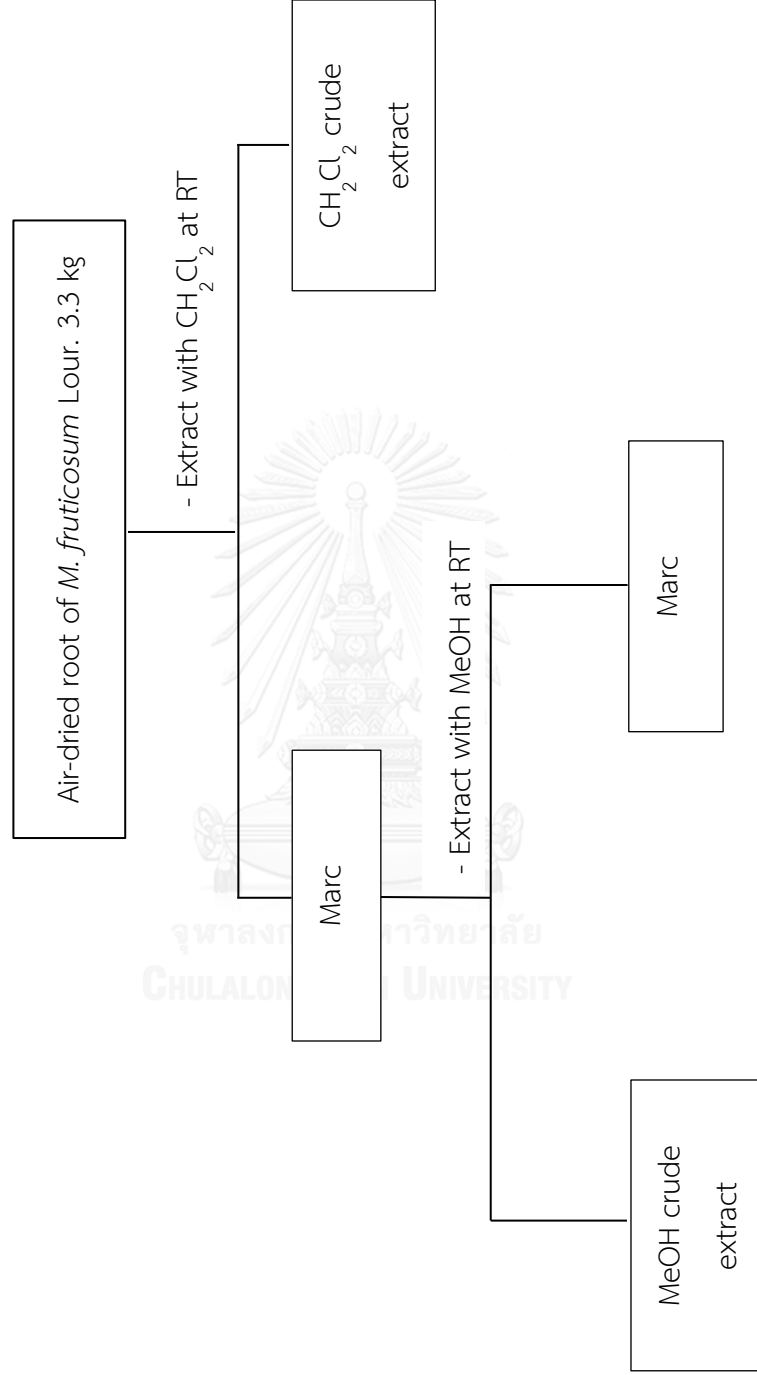 Air-dried root of M. fruticosum Lour. 3.3 kg
- Extract with CH₂Cl₂ at RT
Marc
CH₂Cl₂ crude
extract
- Extract with MeOH at RT
MeOH crude
extract
Marc
UNIVERSITY